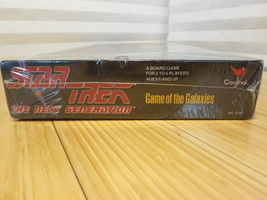 STAR
TREK
THE NEXT GENERATION
A BOARD GAME
FOR 2 TO 6 PLAYERS
AGES 8 AND UP
Game of the Galaxies
Cardinal